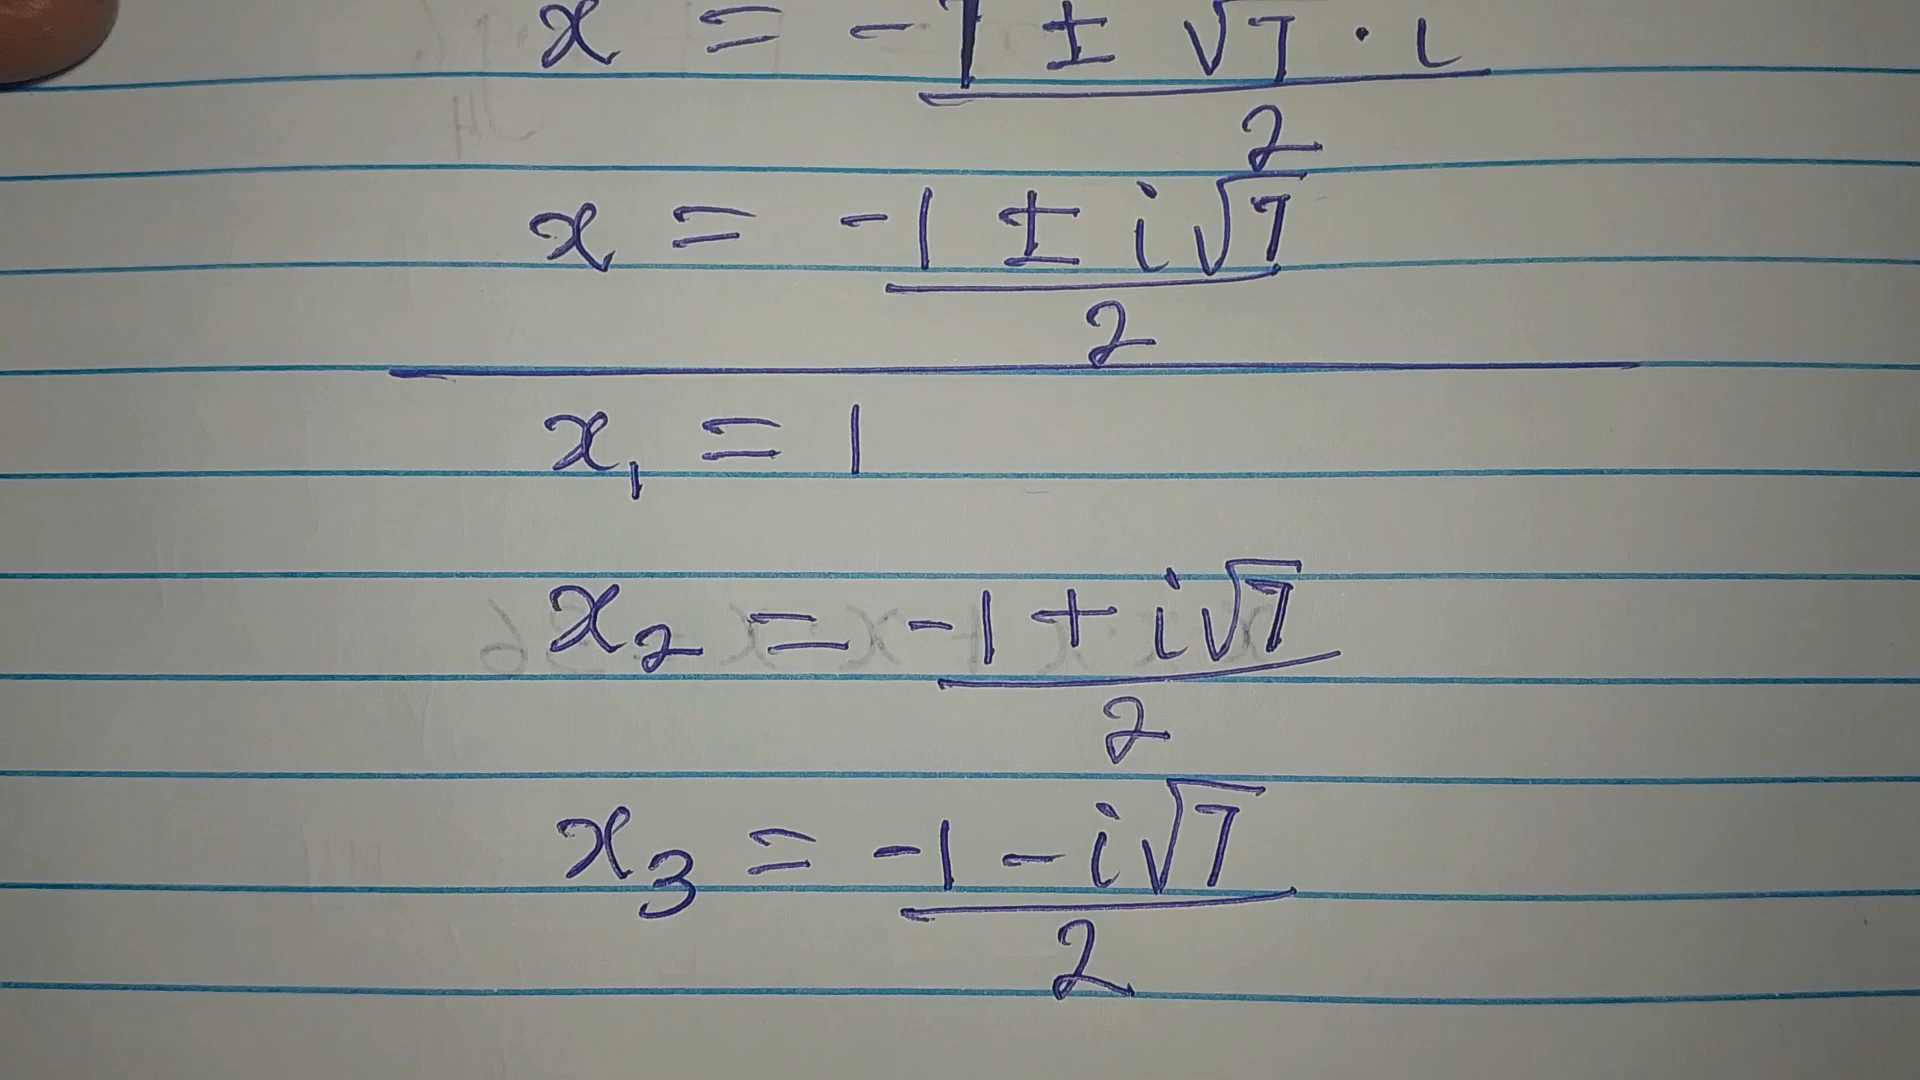 x = -1 ± √7 · i / 2
x = -1 ± i√7 / 2
x₁ = 1
x₂ = -1 + i√7 / 2
x₃ = -1 - i√7 / 2